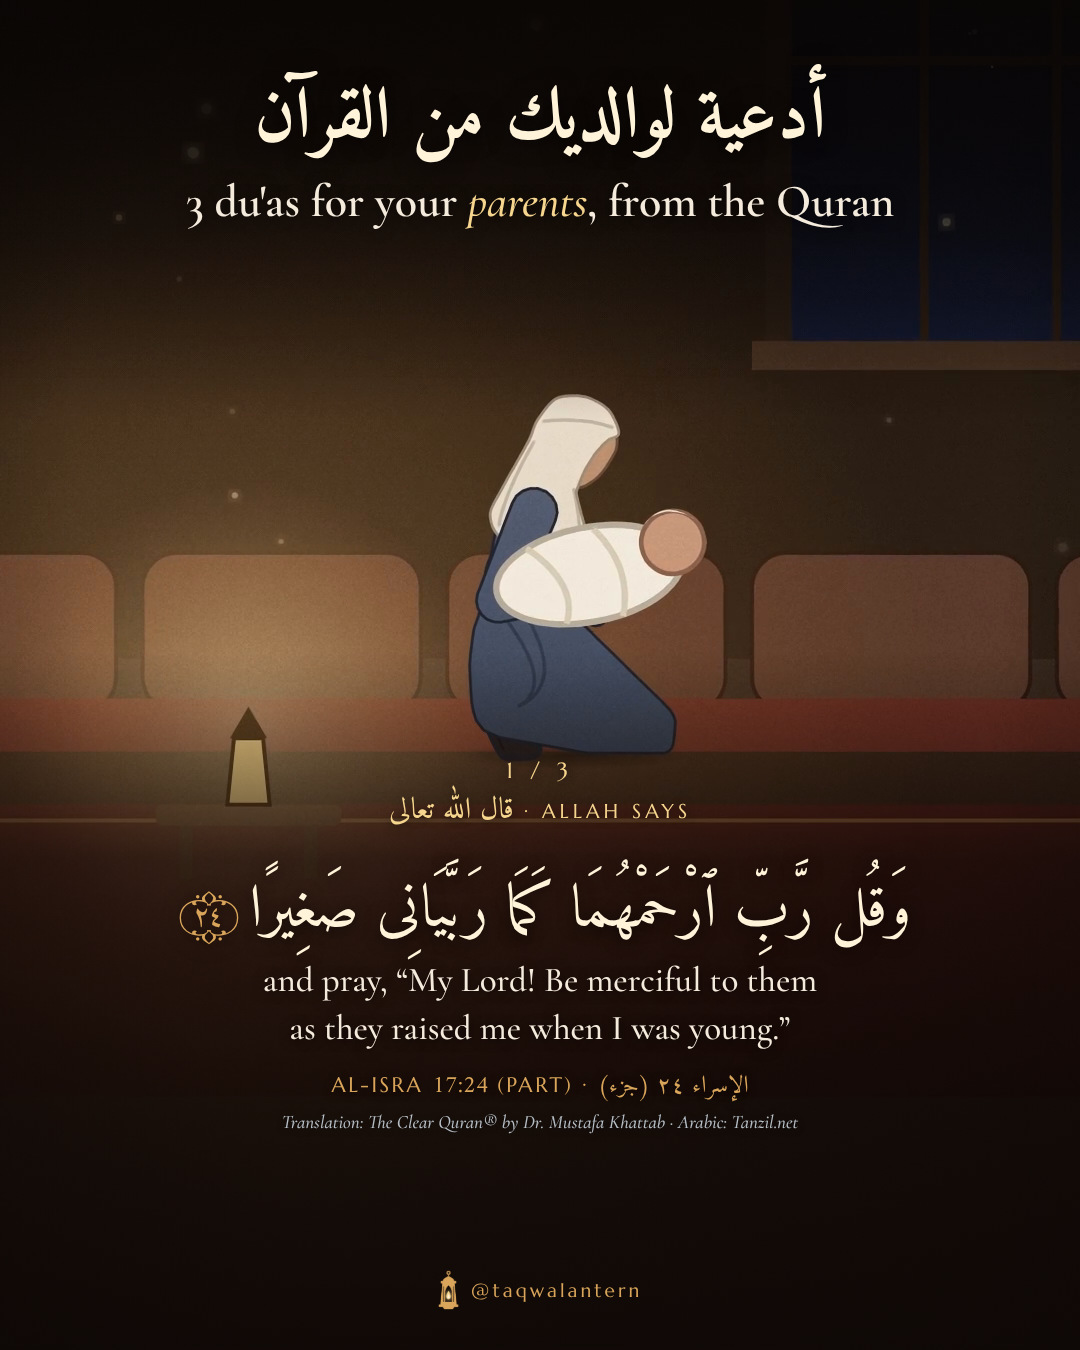 أدعية لوالديك من القرآن
3 du'as for your parents, from the Quran
1 / 3
قال الله تعالى · ALLAH SAYS
وَقُل رَّبِّ ٱرْحَمْهُمَا كَمَا رَبَّيَانِى صَغِيرًا ٢٤
and pray, “My Lord! Be merciful to them
as they raised me when I was young.”
AL-ISRA 17:24 (PART) · الإسراء ٢٤ (جزء)
Translation: The Clear Quran® by Dr. Mustafa Khattab · Arabic: Tanzil.net
@taqwalantern